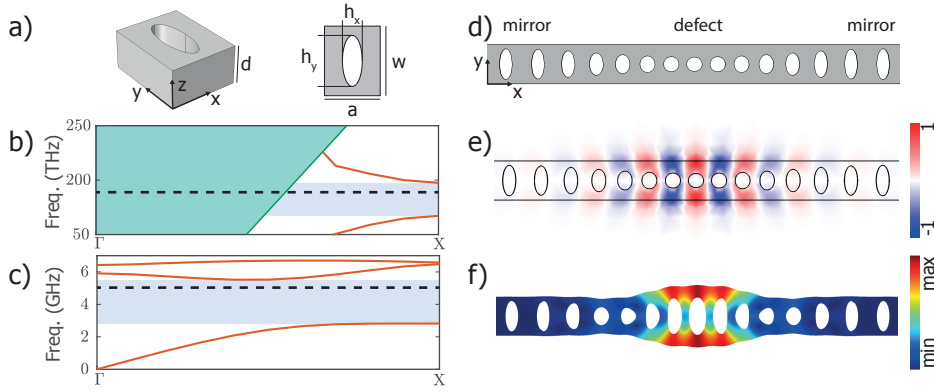 a)
d
z
y
x
h_x
h_y
w
a
b)
Freq. (THz)
250
200
50
Γ
X
c)
Freq. (GHz)
6
4
2
0
Γ
X
d)
mirror
defect
mirror
y
x
e)
1
-1
f)
max
min